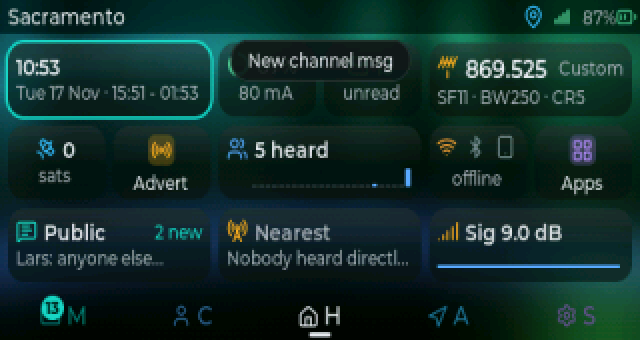 Sacramento
87%
10:53
Tue 17 Nov · 15:51 - 01:53
New channel msg
80 mA
unread
869.525 Custom
SF11 · BW250 · CR5
0
sats
Advert
5 heard
offline
Apps
Public 2 new
Lars: anyone else...
Nearest
Nobody heard directl...
Sig 9.0 dB
13 M
C
H
A
S